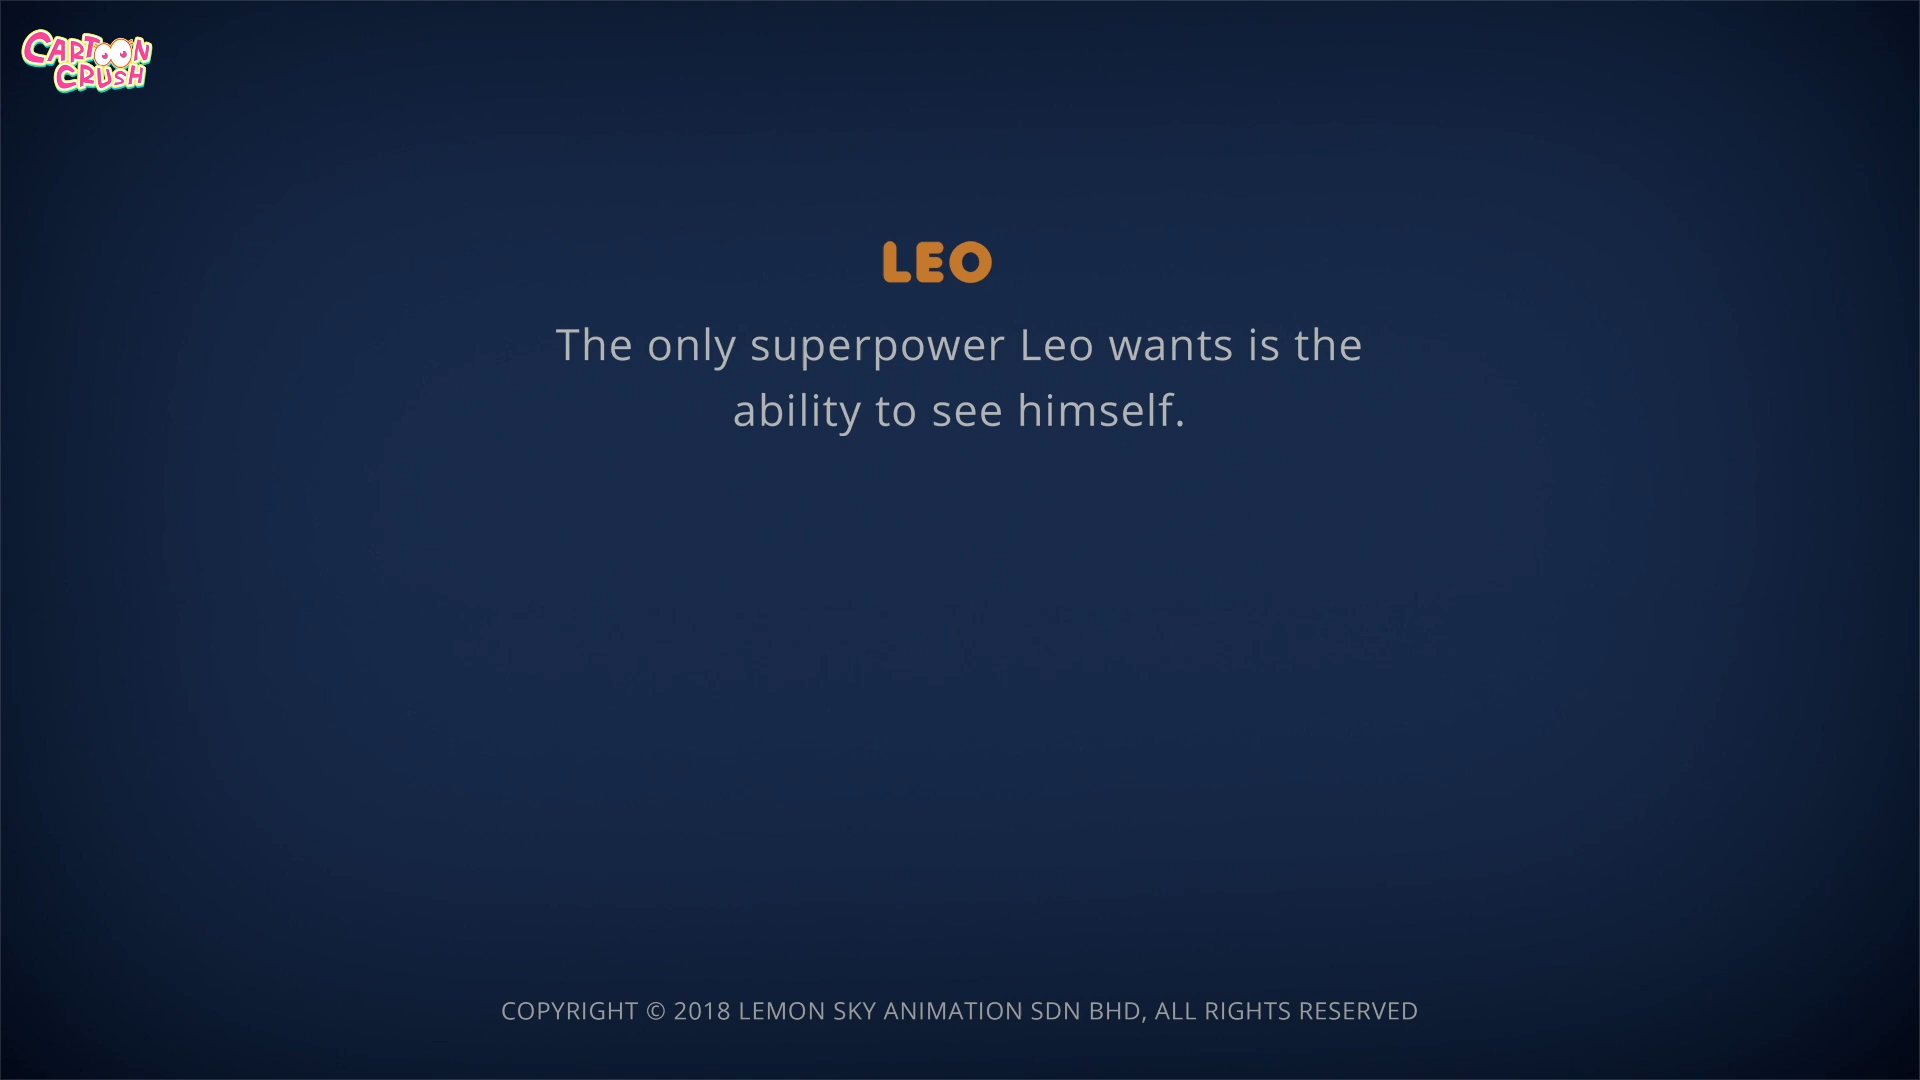 CARTOON
CRUSH
LEO
The only superpower Leo wants is the
ability to see himself.
COPYRIGHT © 2018 LEMON SKY ANIMATION SDN BHD, ALL RIGHTS RESERVED